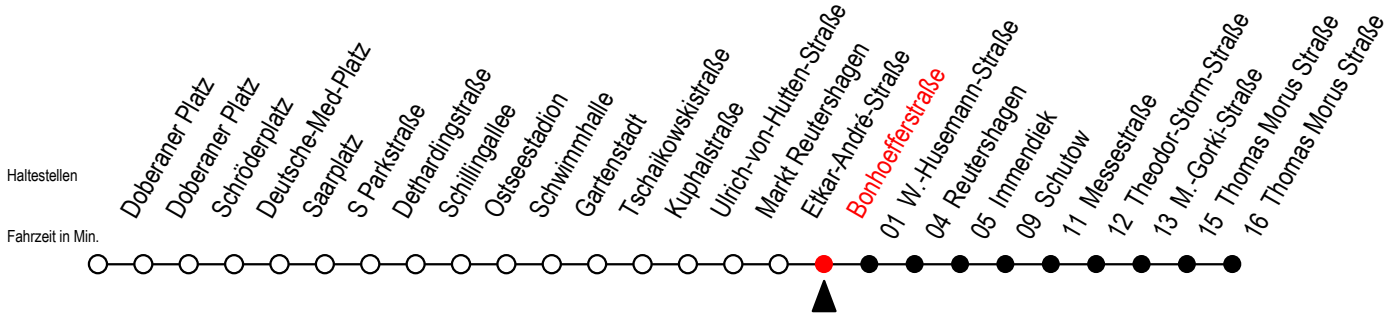 Haltestellen
Fahrzeit in Min.
Doberaner Platz
Doberaner Platz
Schröderplatz
Deutsche-Med-Platz
Saarplatz
S Parkstraße
Dethardingstraße
Schillingallee
Ostseestadion
Schwimmhalle
Gartenstadt
Tschaikowskistraße
Kuphalstraße
Ulrich-von-Hutten-Straße
Markt Reutershagen
Etkar-André-Straße
Bonhoefferstraße
01 W.-Husemann-Straße
04 Reutershagen
05 Immendiek
09 Schutow
11 Messestraße
12 Theodor-Storm-Straße
13 M.-Gorki-Straße
15 Thomas Morus Straße
16 Thomas Morus Straße